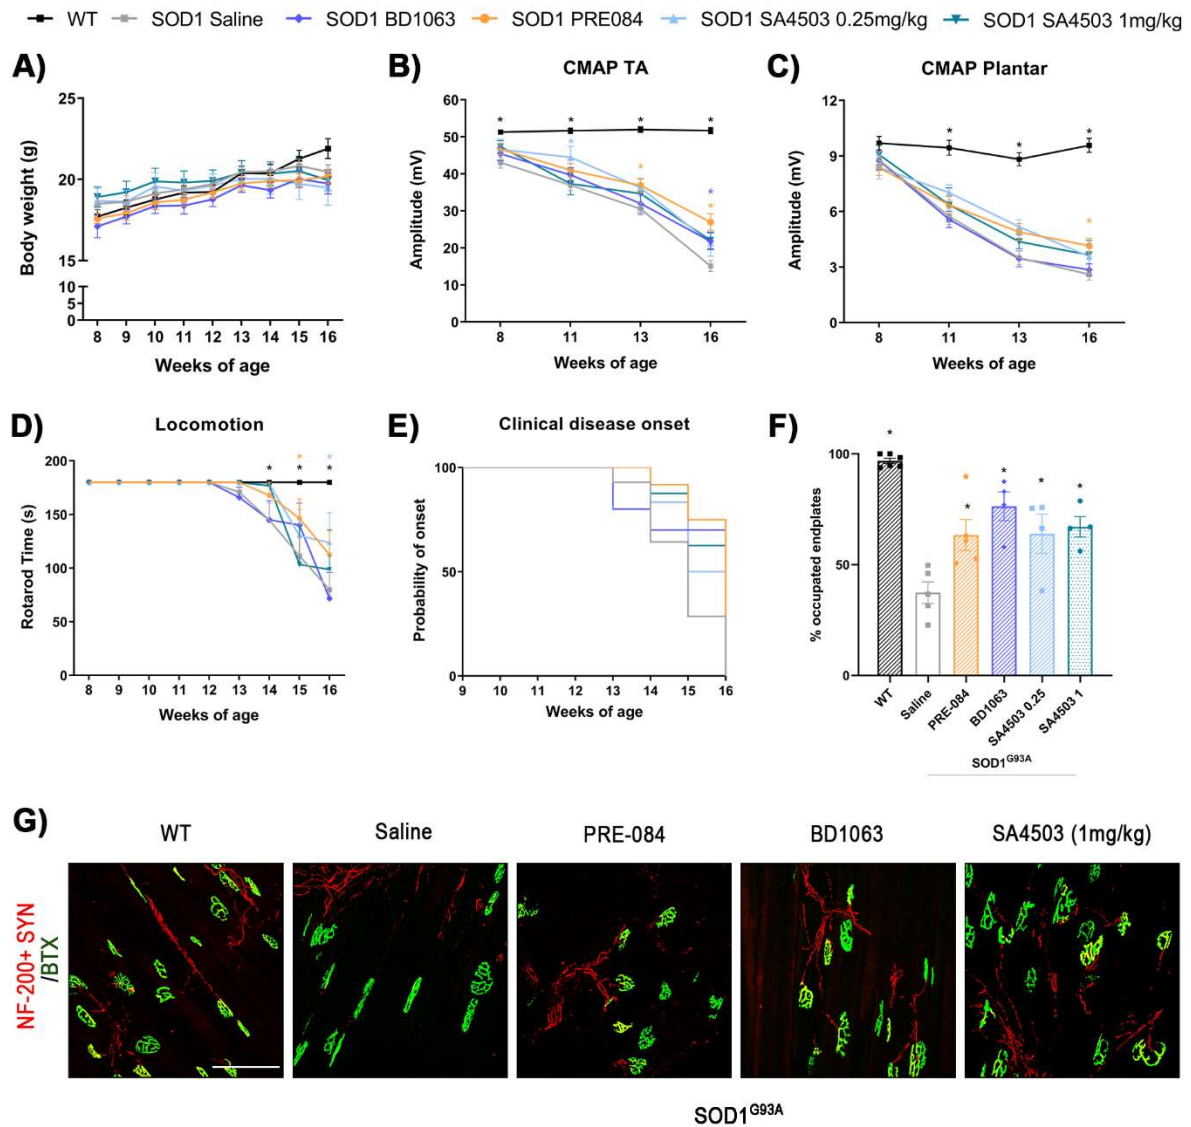 WT SOD1 Saline SOD1 BD1063 SOD1 PRE084 SOD1 SA4503 0.25mg/kg SOD1 SA4503 1mg/kg
A)
25
20
15
10
5
0
Body weight (g)
8 9 10 11 12 13 14 15 16
Weeks of age
B)
CMAP TA
60
50
40
30
20
10
0
Amplitude (mV)
* * * *
*
*
*
*
8 11 13 16
Weeks of age
C)
CMAP Plantar
12
9
6
3
0
Amplitude (mV)
* * *
*
8 11 13 16
Weeks of age
D)
Locomotion
200
150
100
50
0
Rotarod Time (s)
* *
* * *
8 9 10 11 12 13 14 15 16
Weeks of age
E)
Clinical disease onset
100
50
0
Probability of onset
9 10 11 12 13 14 15 16
Weeks of age
F)
100
50
0
% occupated endplates
* * * * *
WT
Saline
PRE-084
BD1063
SA4503 0.25
SA4503 1
SOD1G93A
G)
WT Saline PRE-084 BD1063 SA4503 (1mg/kg)
NF-200+ SYN
/BTX
SOD1G93A